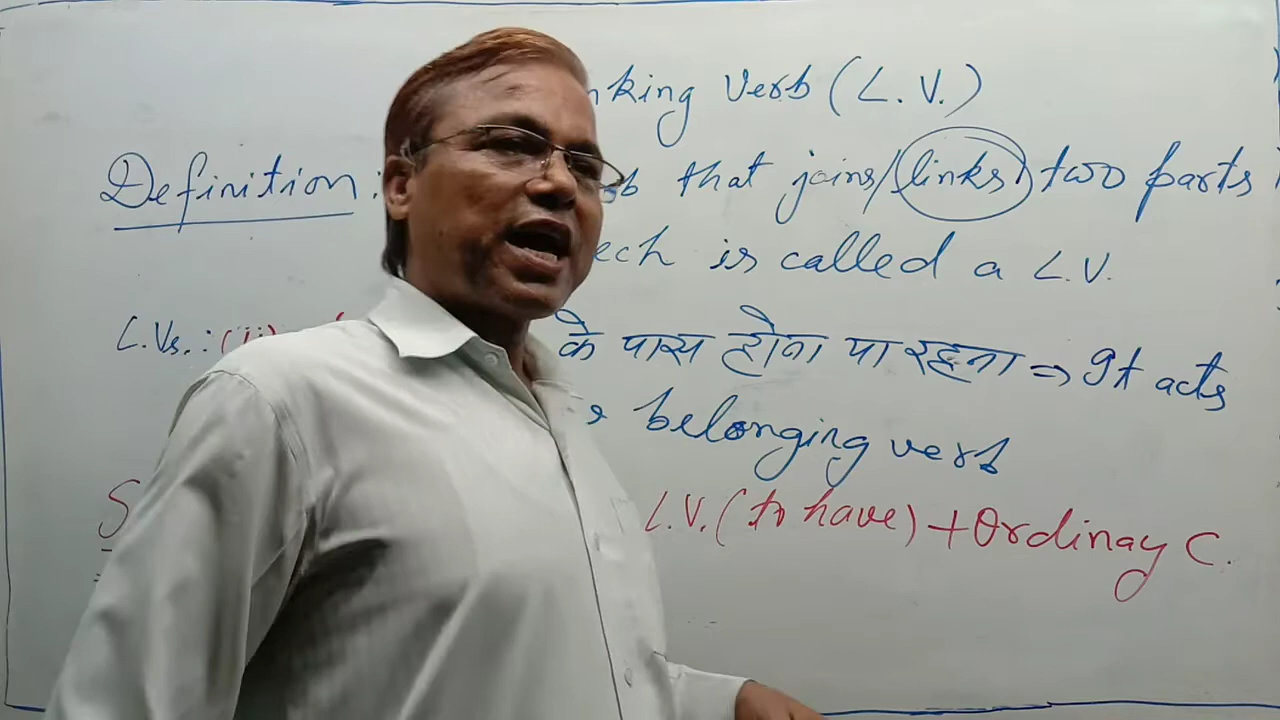 nking Verb (L.V.)
Definition: b that joins/links two parts
ech is called a L.V.
L.Vs.: (ii) के पास होना या रहना ⇒ It acts
belonging verb
S L.V. (to have) + Ordinay C.